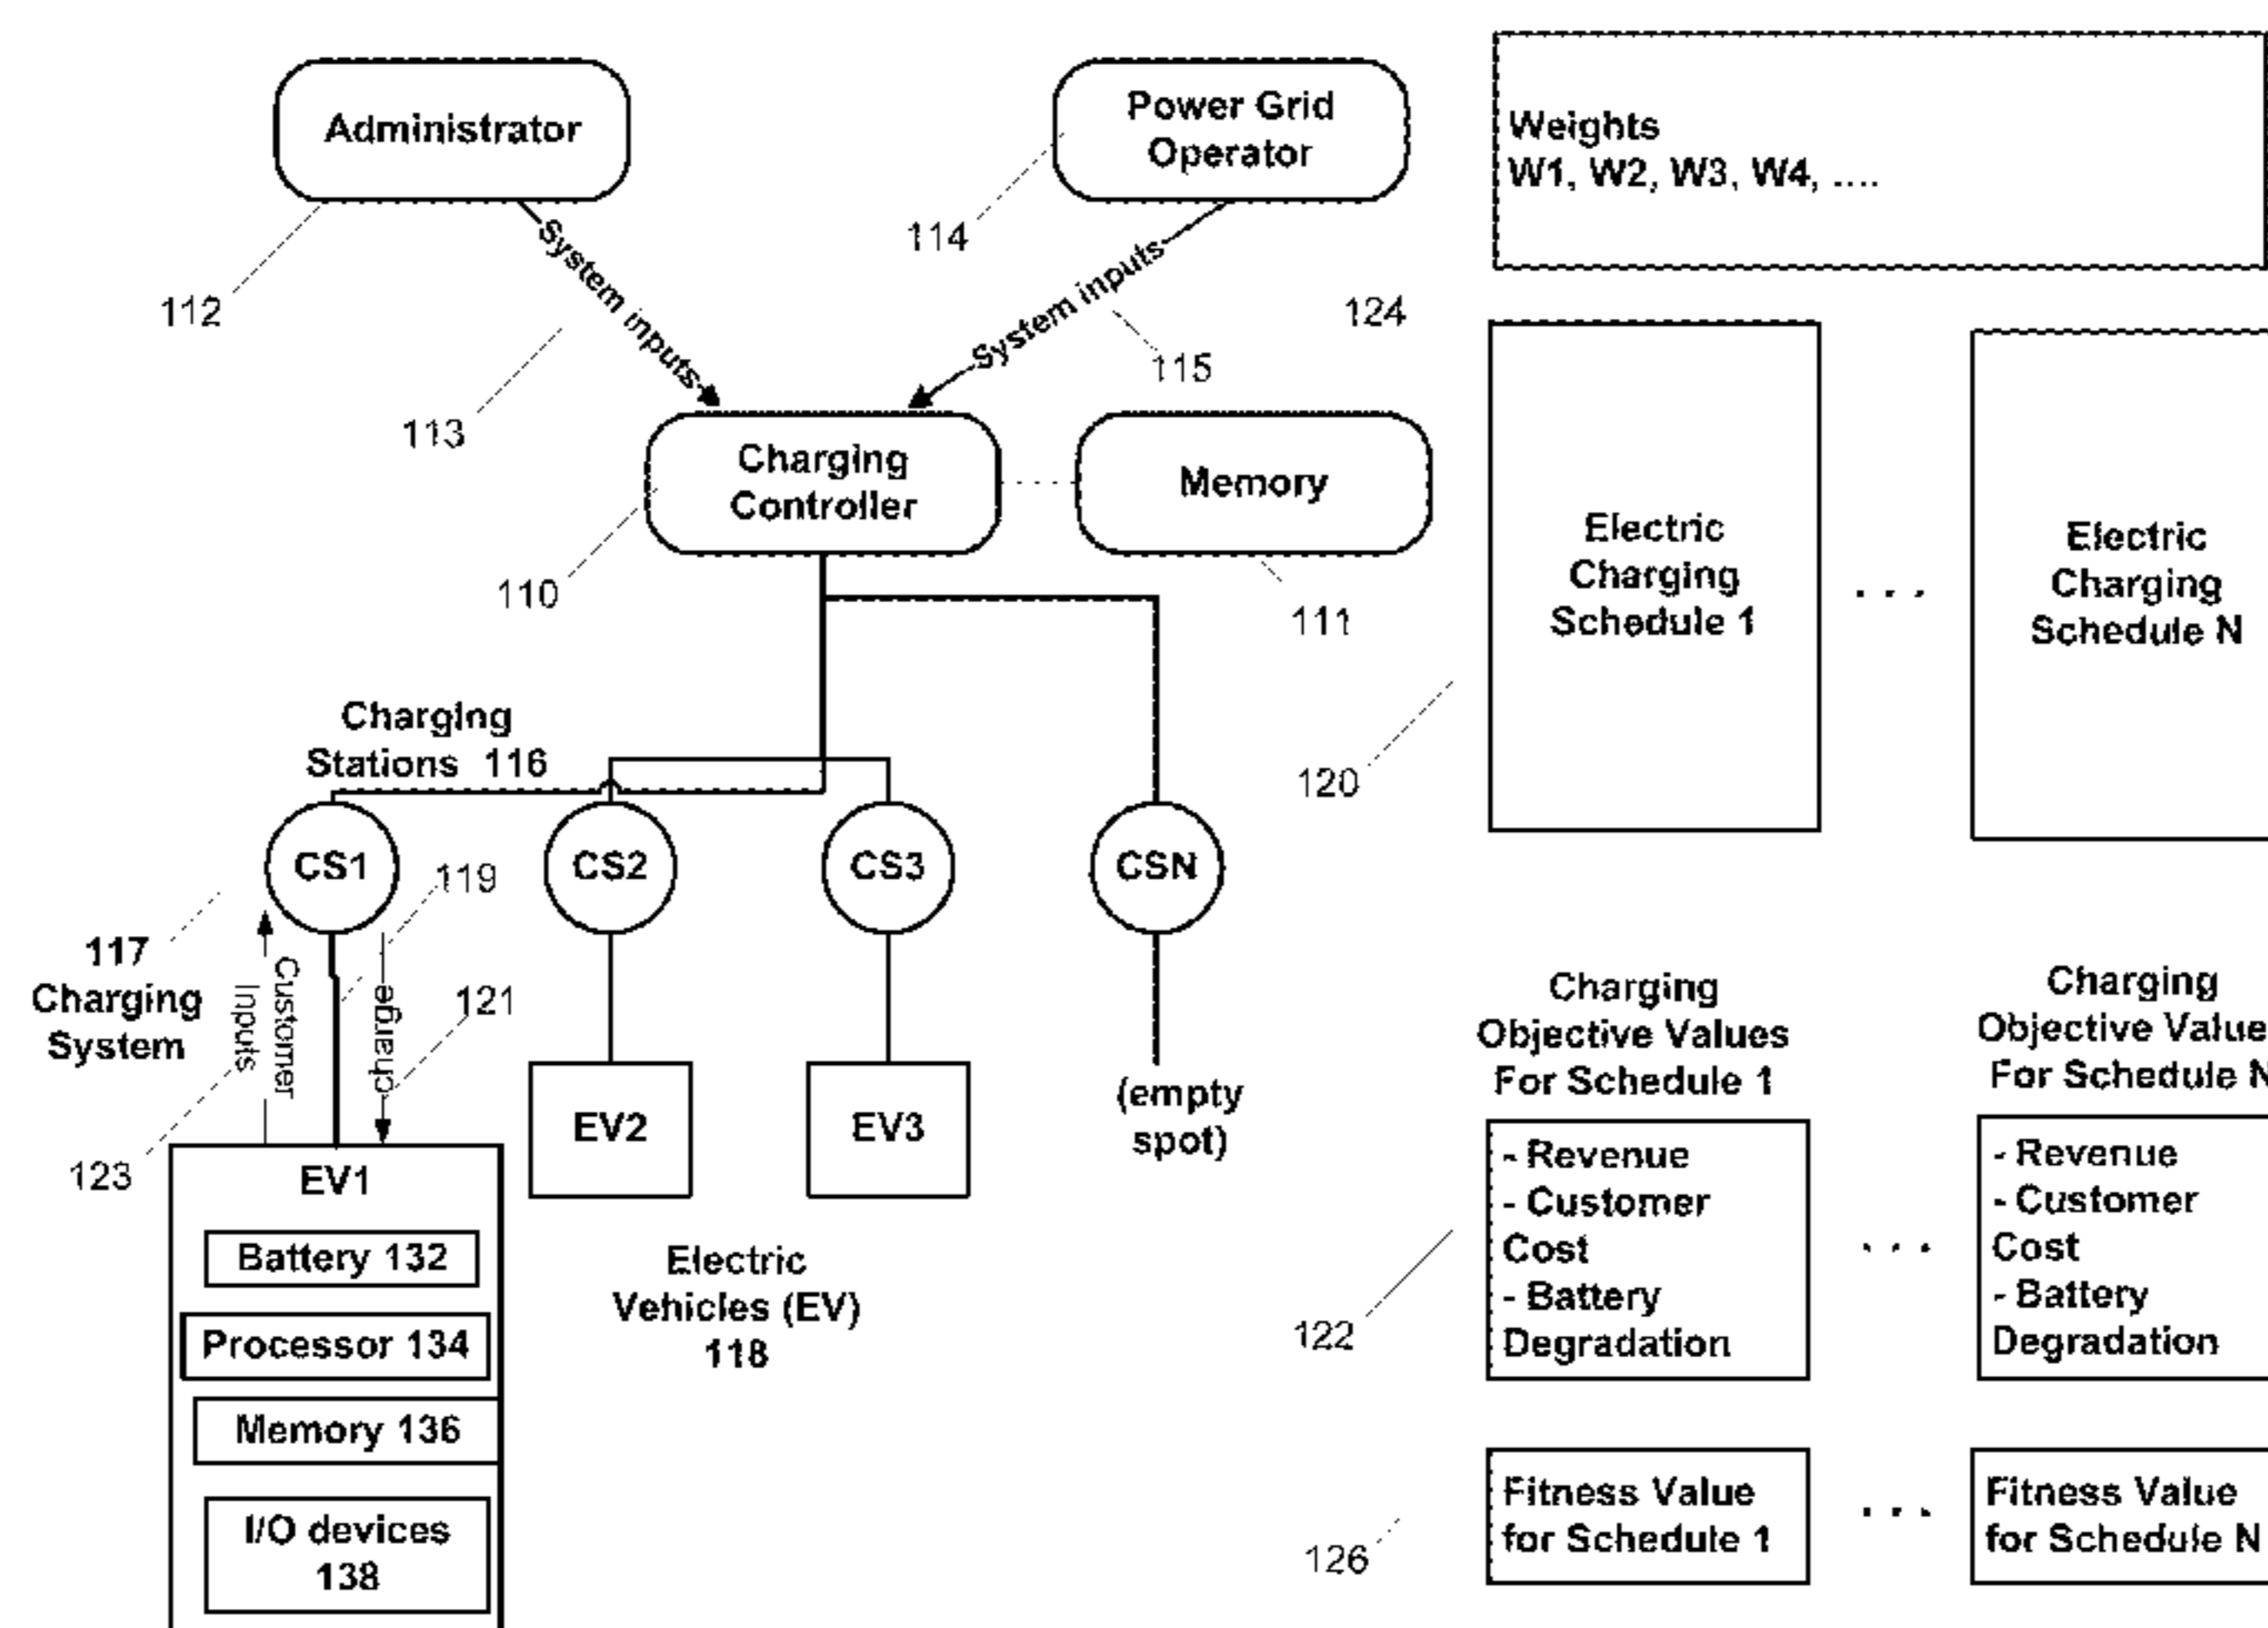 Administrator
Power Grid
Operator
Weights
W1, W2, W3, W4, ....
112
System inputs
113
114
System inputs
115
124
Charging
Controller
Memory
110
111
Electric
Charging
Schedule 1
. . .
Electric
Charging
Schedule N
120
Charging
Stations 116
CS1
CS2
CS3
CSN
117
Charging
System
119
Customer
Inputs
charge
121
123
EV1
Battery 132
Processor 134
Memory 136
I/O devices
138
EV2
EV3
(empty
spot)
Electric
Vehicles (EV)
118
Charging
Objective Values
For Schedule 1
Charging
Objective Value
For Schedule N
122
- Revenue
- Customer
Cost
- Battery
Degradation
. . .
- Revenue
- Customer
Cost
- Battery
Degradation
126
Fitness Value
for Schedule 1
. . .
Fitness Value
for Schedule N